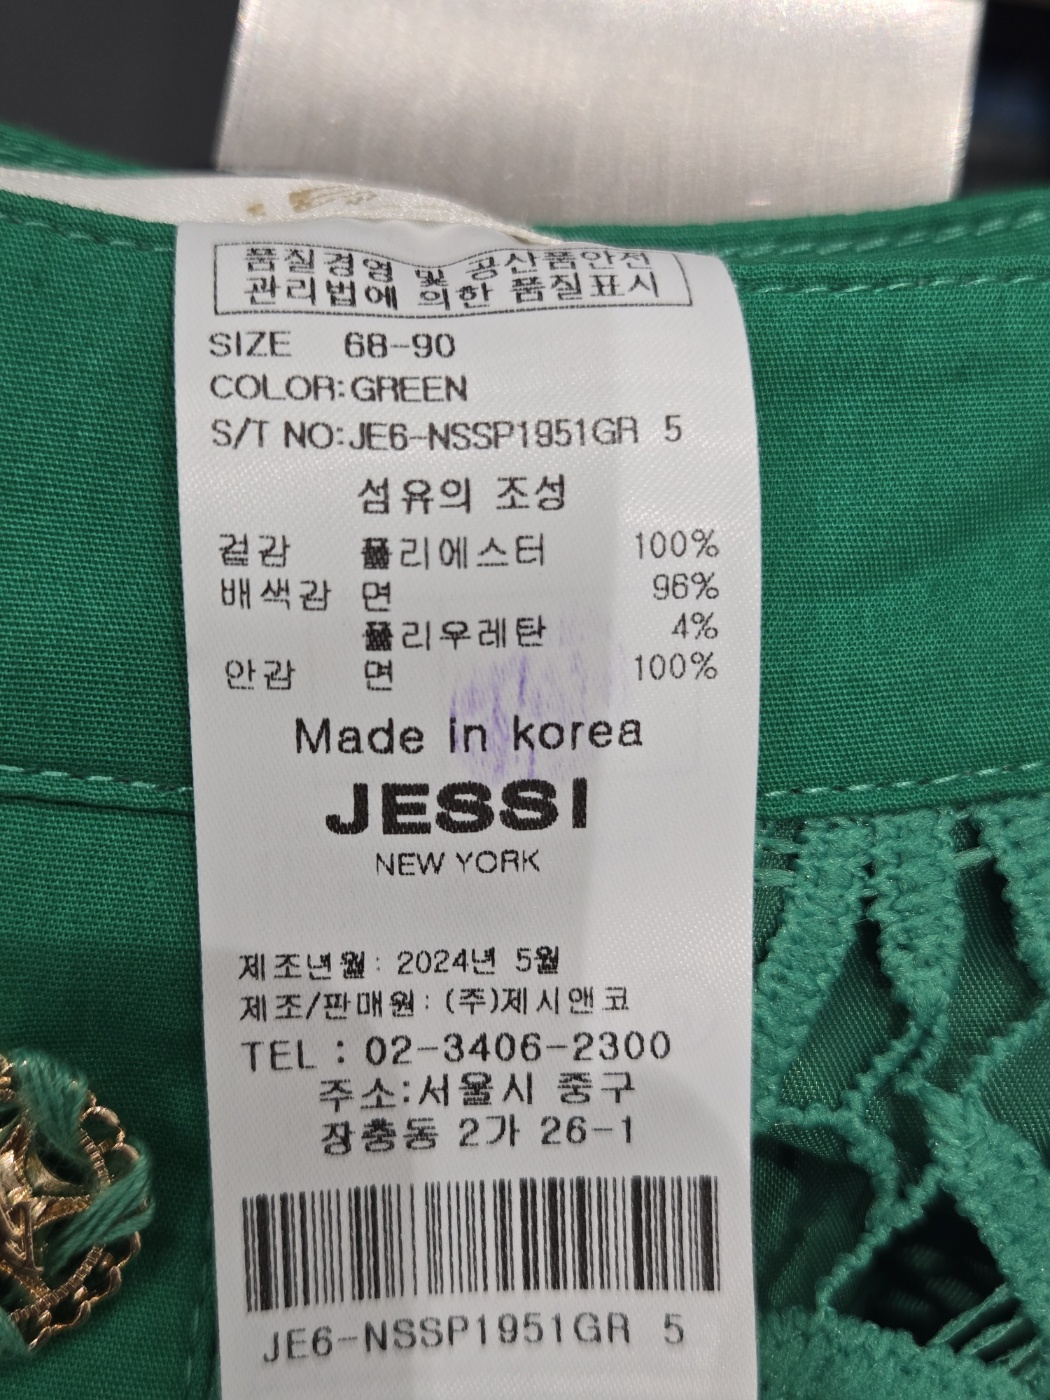 품질경영 및 공산품안전
관리법에 의한 품질표시
SIZE 68-90
COLOR:GREEN
S/T NO:JE6-NSSP1951GR 5
섬유의 조성
겉감 폴리에스터 100%
배색감 면 96%
폴리우레탄 4%
안감 면 100%
Made in korea
JESSI
NEW YORK
제조년월: 2024년 5월
제조/판매원: (주)제시앤코
TEL : 02-3406-2300
주소:서울시 중구
장충동 2가 26-1
JE6-NSSP1951GR 5